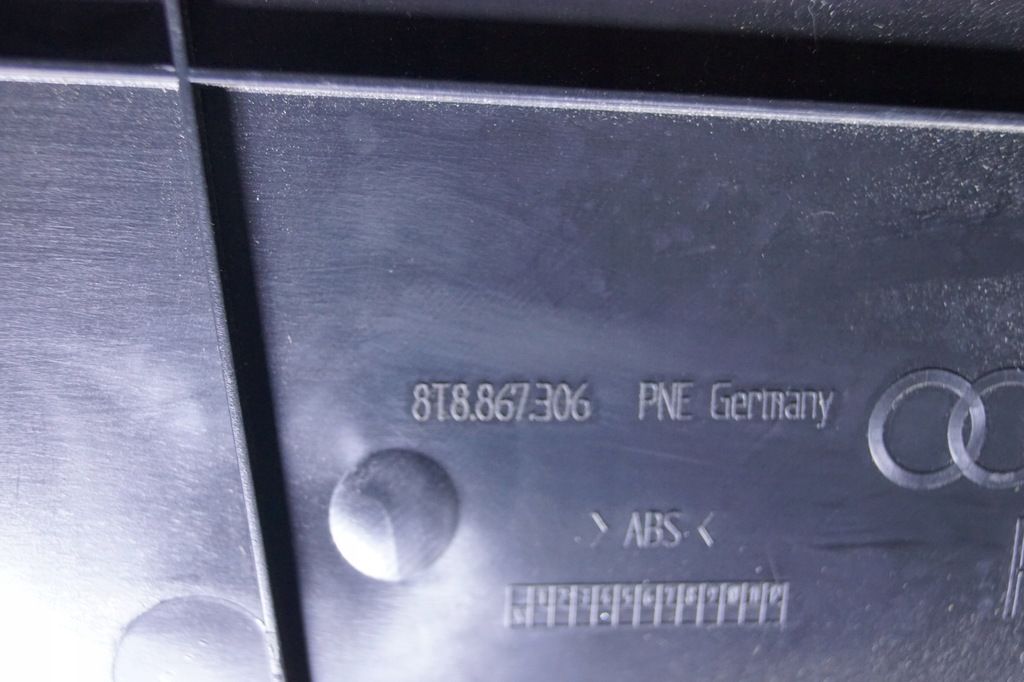 8T8.867.306 PNE Germany
>ABS<